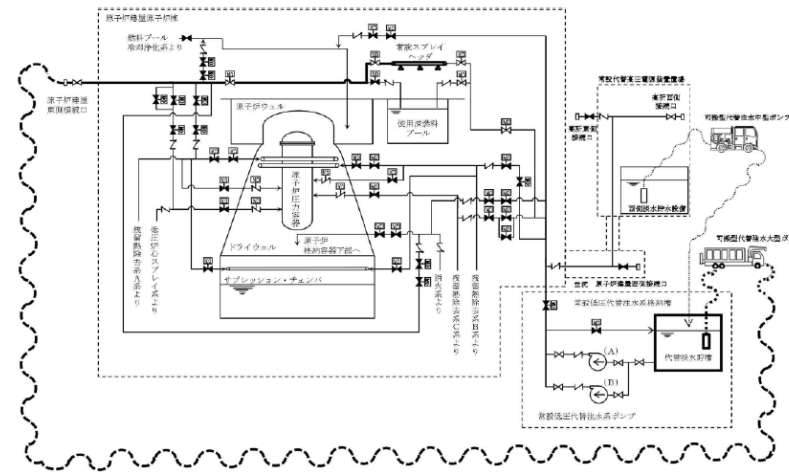 原子炉建屋原子炉棟
燃料プール
冷却浄化系より
常設スプレイ
ヘッダ
原子炉建屋
東側接続口
原子炉ウェル
使用済燃料
プール
原子炉圧力容器
ドライウェル
原子炉
格納容器下部へ
サプレッション・チェンバ
残留熱除去系A系より
低圧炉心スプレイ系より
消火系より
残留熱除去系C系より
残留熱除去系B系より
常設代替高圧電源装置置場
高所西側
接続口
高所東側
接続口
西側淡水貯水設備
可搬型代替注水中型ポンプ
可搬型代替注水大型ポ
原子炉建屋西側接続口
常設低圧代替注水系格納槽
代替淡水貯槽
(A)
(B)
常設低圧代替注水系ポンプ